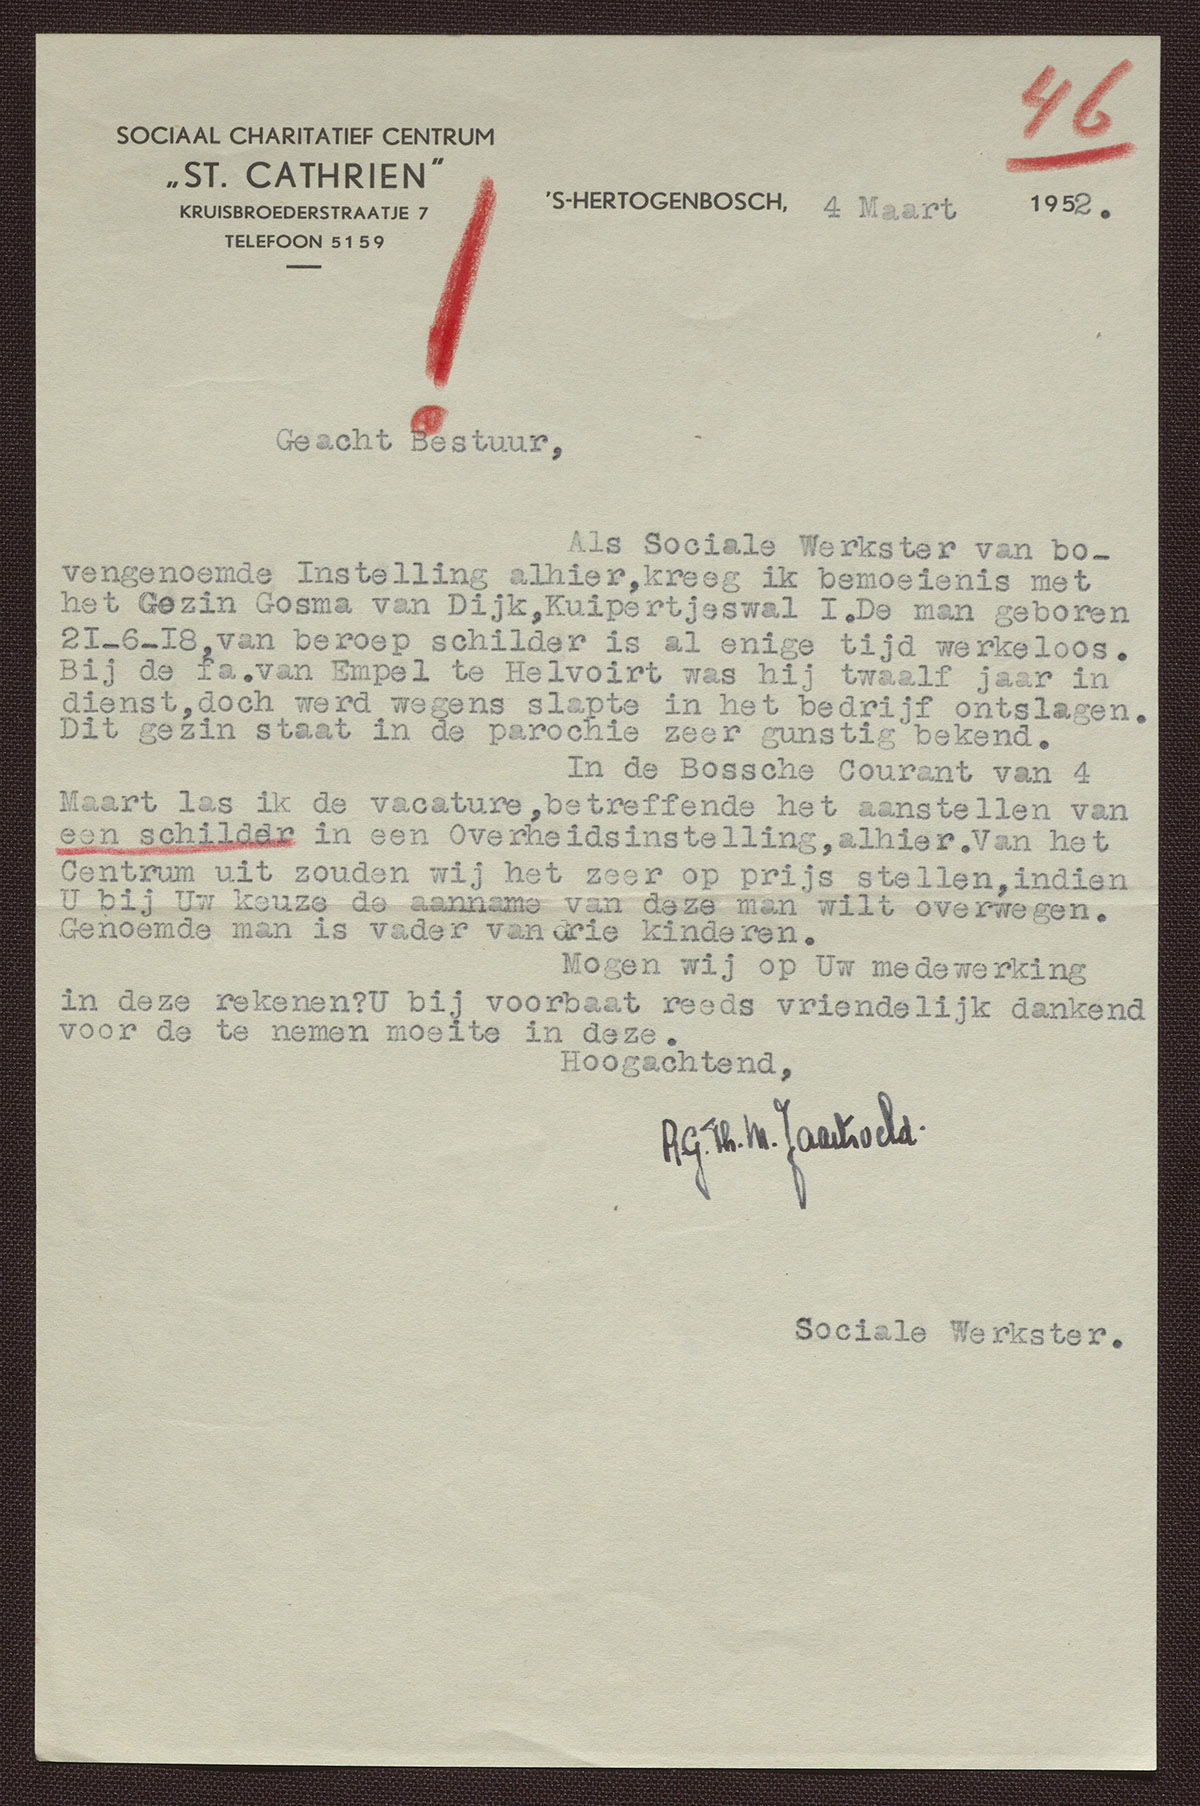 46
SOCIAAL CHARITATIEF CENTRUM
„ST. CATHRIEN”
KRUISBROEDERSTRAATJE 7
TELEFOON 5159
'S-HERTOGENBOSCH, 4 Maart 1952.
!
Geacht Bestuur,
Als Sociale Werkster van bo-
vengenoemde Instelling alhier,kreeg ik bemoeienis met
het Gezin Gosma van Dijk,Kuipertjeswal I.De man geboren
2I-6-I8,van beroep schilder is al enige tijd werkeloos.
Bij de fa.van Empel te Helvoirt was hij twaalf jaar in
dienst,doch werd wegens slapte in het bedrijf ontslagen.
Dit gezin staat in de parochie zeer gunstig bekend.
In de Bossche Courant van 4
Maart las ik de vacature,betreffende het aanstellen van
een schilder in een Overheidsinstelling,alhier.Van het
Centrum uit zouden wij het zeer op prijs stellen,indien
U bij Uw keuze de aanname van deze man wilt overwegen.
Genoemde man is vader van drie kinderen.
Mogen wij op Uw medewerking
in deze rekenen?U bij voorbaat reeds vriendelijk dankend
voor de te nemen moeite in deze.
Hoogachtend,
Th. M.
Sociale Werkster.